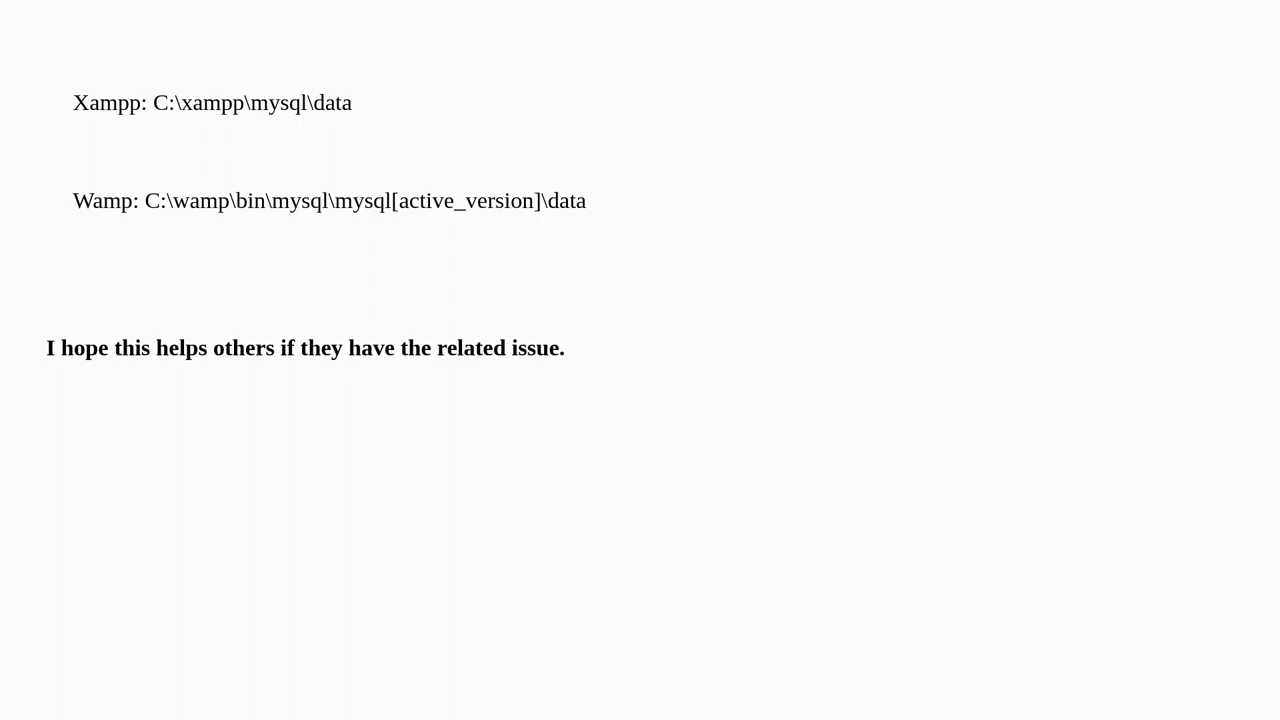 Xampp: C:\xampp\mysql\data
Wamp: C:\wamp\bin\mysql\mysql[active_version]\data
I hope this helps others if they have the related issue.